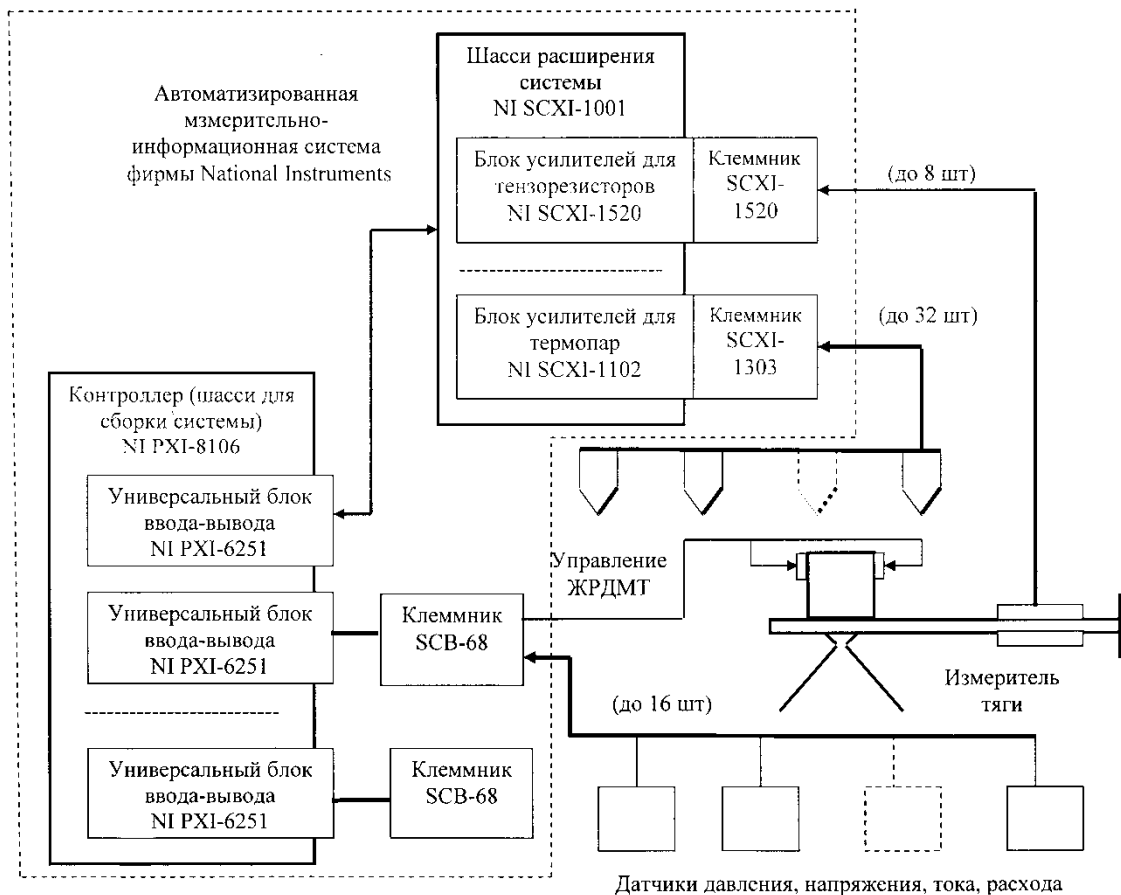 Шасси расширения
системы
NI SCXI-1001
Автоматизированная
мзмерительно-
информационная система
фирмы National Instruments
Блок усилителей для
тензорезисторов
NI SCXI-1520
Клеммник
SCXI-
1520
(до 8 шт)
Блок усилителей для
термопар
NI SCXI-1102
Клеммник
SCXI-
1303
(до 32 шт)
Контроллер (шасси для
сборки системы)
NI PXI-8106
Универсальный блок
ввода-вывода
NI PXI-6251
Управление
ЖРДМТ
Универсальный блок
ввода-вывода
NI PXI-6251
Клеммник
SCB-68
Измеритель
тяги
(до 16 шт)
Универсальный блок
ввода-вывода
NI PXI-6251
Клеммник
SCB-68
Датчики давления, напряжения, тока, расхода